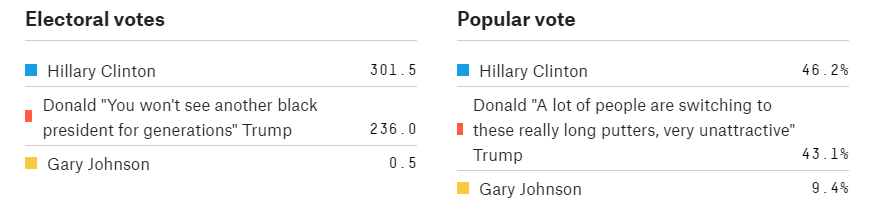 Electoral votes
Hillary Clinton 301.5
Donald "You won't see another black
president for generations" Trump 236.0
Gary Johnson 0.5
Popular vote
Hillary Clinton 46.2%
Donald "A lot of people are switching to
these really long putters, very unattractive"
Trump 43.1%
Gary Johnson 9.4%